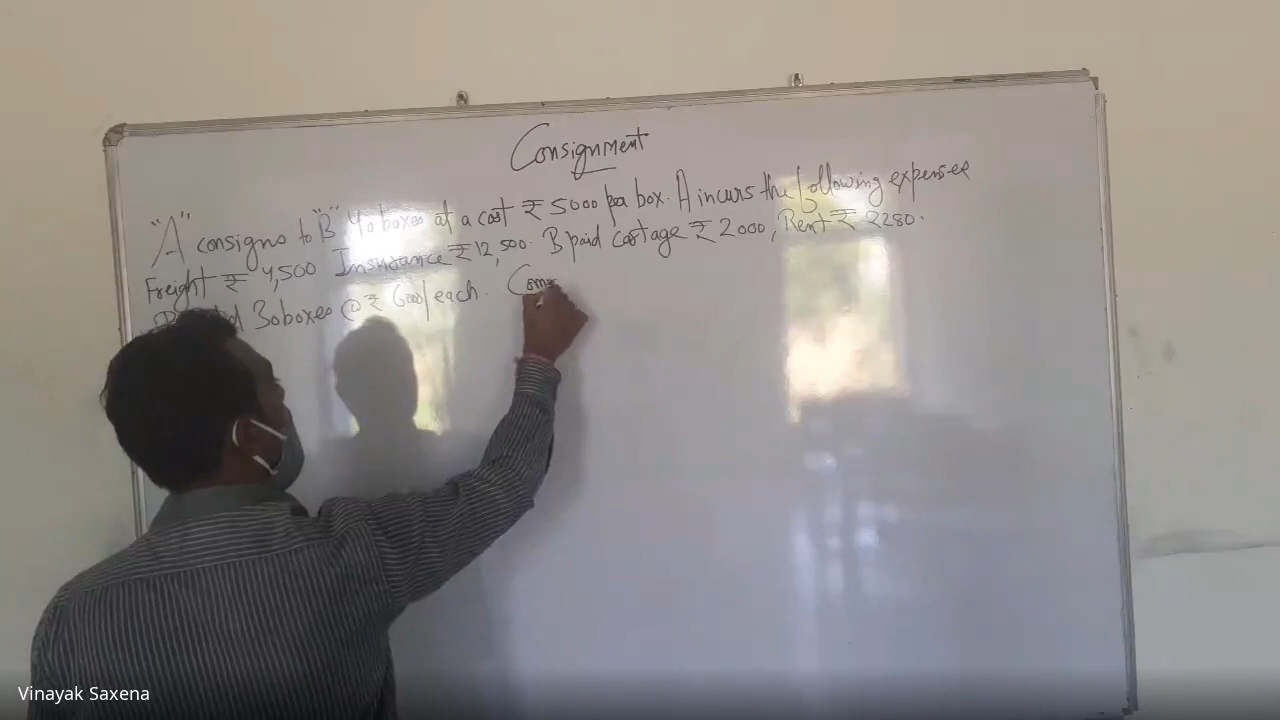 Consignment
"A" consigns to "B" 40 boxes at a cost ₹ 5000 per box. A incurs the following expenses
Freight ₹ 4,500 Insurance ₹ 12,500. B paid cartage ₹ 2000, Rent ₹ 2280.
30 boxes @ ₹ 6000/each.
Vinayak Saxena